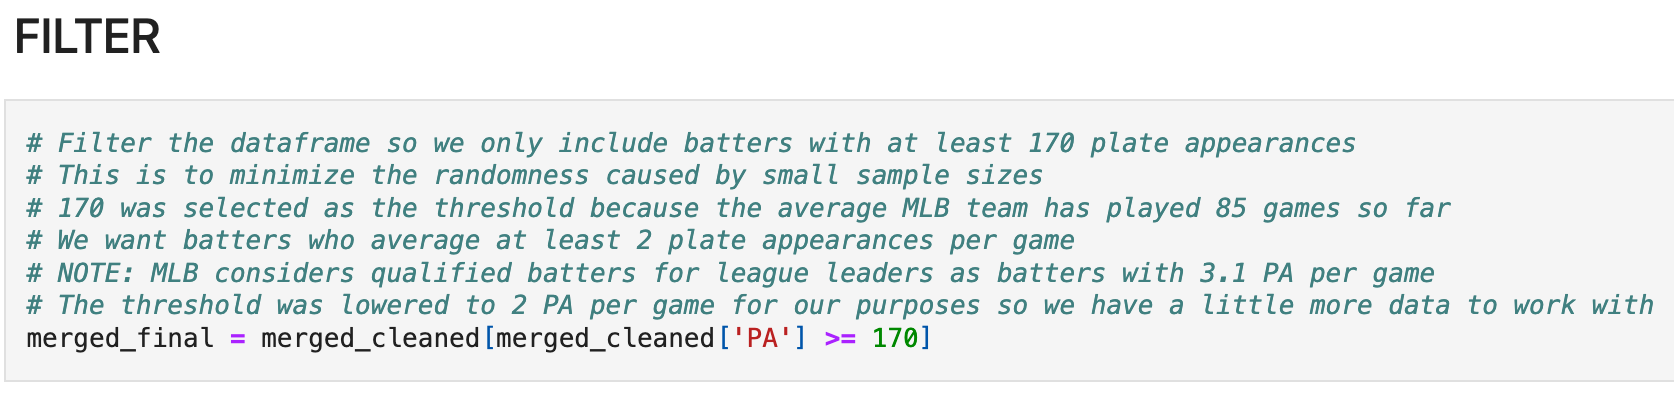 FILTER
# Filter the dataframe so we only include batters with at least 170 plate appearances
# This is to minimize the randomness caused by small sample sizes
# 170 was selected as the threshold because the average MLB team has played 85 games so far
# We want batters who average at least 2 plate appearances per game
# NOTE: MLB considers qualified batters for league leaders as batters with 3.1 PA per game
# The threshold was lowered to 2 PA per game for our purposes so we have a little more data to work with
merged_final = merged_cleaned[merged_cleaned['PA'] >= 170]